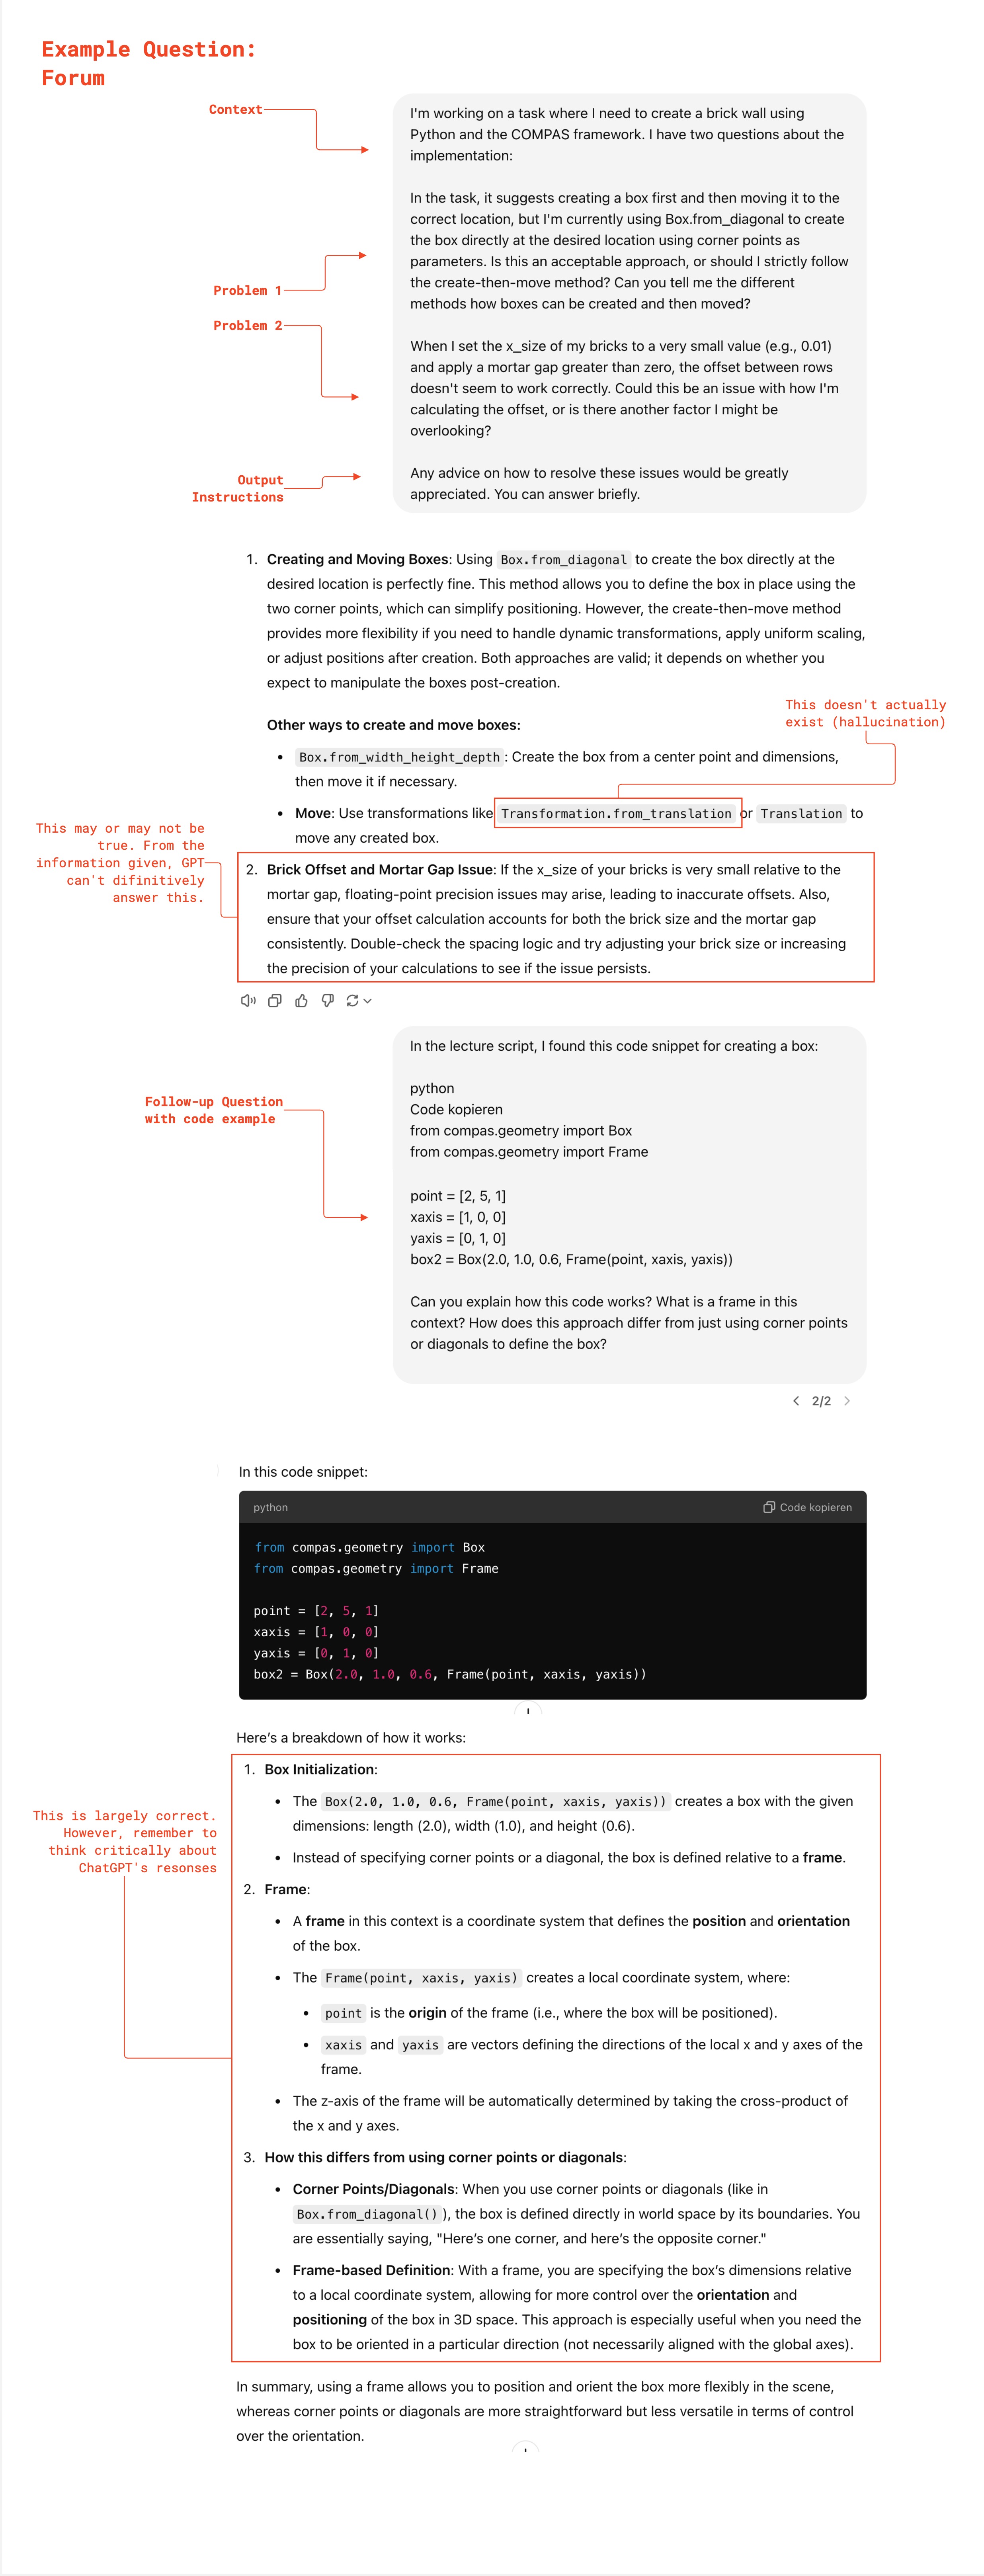 Example Question:
Forum
Context
I'm working on a task where I need to create a brick wall using
Python and the COMPAS framework. I have two questions about the
implementation:
In the task, it suggests creating a box first and then moving it to the
correct location, but I'm currently using Box.from_diagonal to create
the box directly at the desired location using corner points as
parameters. Is this an acceptable approach, or should I strictly follow
the create-then-move method? Can you tell me the different
methods how boxes can be created and then moved?
Problem 1
Problem 2
When I set the x_size of my bricks to a very small value (e.g., 0.01)
and apply a mortar gap greater than zero, the offset between rows
doesn't seem to work correctly. Could this be an issue with how I'm
calculating the offset, or is there another factor I might be
overlooking?
Output
Instructions
Any advice on how to resolve these issues would be greatly
appreciated. You can answer briefly.
1. Creating and Moving Boxes: Using Box.from_diagonal to create the box directly at the
desired location is perfectly fine. This method allows you to define the box in place using the
two corner points, which can simplify positioning. However, the create-then-move method
provides more flexibility if you need to handle dynamic transformations, apply uniform scaling,
or adjust positions after creation. Both approaches are valid; it depends on whether you
expect to manipulate the boxes post-creation.
This doesn't actually
exist (hallucination)
Other ways to create and move boxes:
• Box.from_width_height_depth: Create the box from a center point and dimensions,
then move it if necessary.
• Move: Use transformations like Transformation.from_translation or Translation to
move any created box.
This may or may not be
true. From the
information given, GPT
can't difinitively
answer this.
2. Brick Offset and Mortar Gap Issue: If the x_size of your bricks is very small relative to the
mortar gap, floating-point precision issues may arise, leading to inaccurate offsets. Also,
ensure that your offset calculation accounts for both the brick size and the mortar gap
consistently. Double-check the spacing logic and try adjusting your brick size or increasing
the precision of your calculations to see if the issue persists.
Follow-up Question
with code example
In the lecture script, I found this code snippet for creating a box:
python
Code kopieren
from compas.geometry import Box
from compas.geometry import Frame
point = [2, 5, 1]
xaxis = [1, 0, 0]
yaxis = [0, 1, 0]
box2 = Box(2.0, 1.0, 0.6, Frame(point, xaxis, yaxis))
Can you explain how this code works? What is a frame in this
context? How does this approach differ from just using corner points
or diagonals to define the box?
< 2/2 >
In this code snippet:
python Code kopieren
from compas.geometry import Box
from compas.geometry import Frame
point = [2, 5, 1]
xaxis = [1, 0, 0]
yaxis = [0, 1, 0]
box2 = Box(2.0, 1.0, 0.6, Frame(point, xaxis, yaxis))
Here's a breakdown of how it works:
This is largely correct.
However, remember to
think critically about
ChatGPT's resonses
1. Box Initialization:
• The Box(2.0, 1.0, 0.6, Frame(point, xaxis, yaxis)) creates a box with the given
dimensions: length (2.0), width (1.0), and height (0.6).
• Instead of specifying corner points or a diagonal, the box is defined relative to a frame.
2. Frame:
• A frame in this context is a coordinate system that defines the position and orientation
of the box.
• The Frame(point, xaxis, yaxis) creates a local coordinate system, where:
• point is the origin of the frame (i.e., where the box will be positioned).
• xaxis and yaxis are vectors defining the directions of the local x and y axes of the
frame.
• The z-axis of the frame will be automatically determined by taking the cross-product of
the x and y axes.
3. How this differs from using corner points or diagonals:
• Corner Points/Diagonals: When you use corner points or diagonals (like in
Box.from_diagonal()), the box is defined directly in world space by its boundaries. You
are essentially saying, "Here's one corner, and here's the opposite corner."
• Frame-based Definition: With a frame, you are specifying the box's dimensions relative
to a local coordinate system, allowing for more control over the orientation and
positioning of the box in 3D space. This approach is especially useful when you need the
box to be oriented in a particular direction (not necessarily aligned with the global axes).
In summary, using a frame allows you to position and orient the box more flexibly in the scene,
whereas corner points or diagonals are more straightforward but less versatile in terms of control
over the orientation.